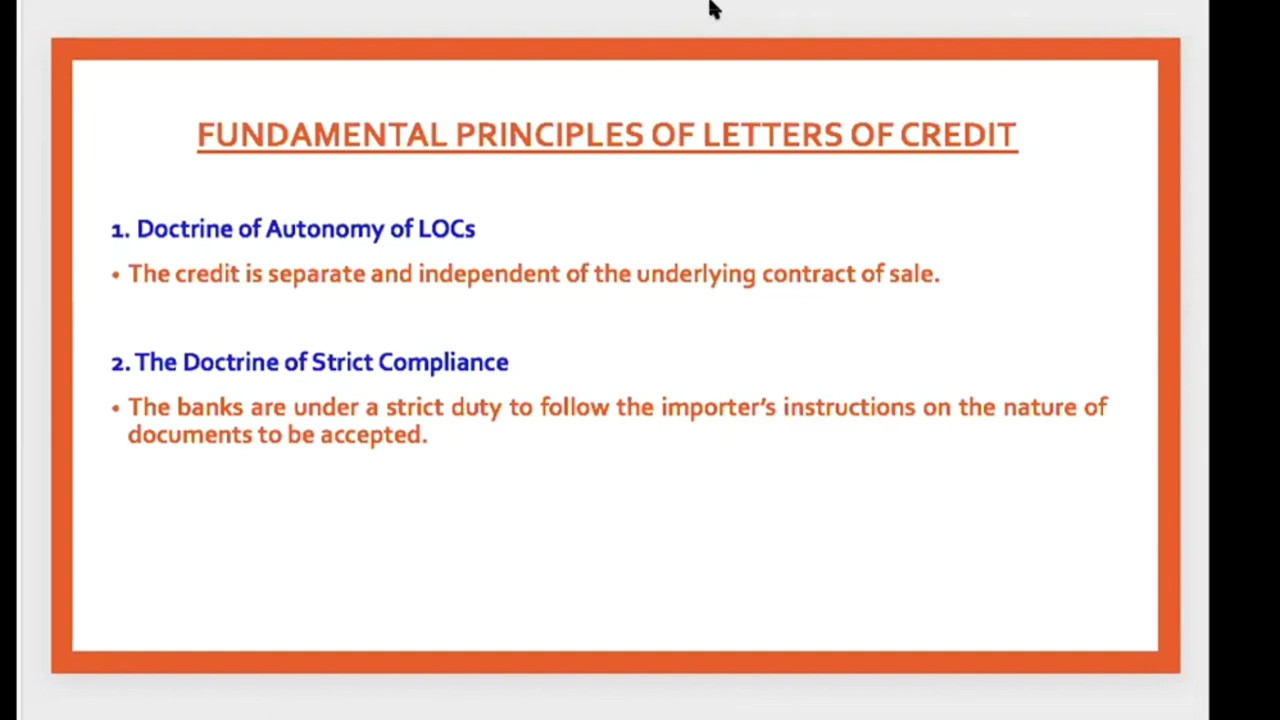 FUNDAMENTAL PRINCIPLES OF LETTERS OF CREDIT
1. Doctrine of Autonomy of LOCs
• The credit is separate and independent of the underlying contract of sale.
2. The Doctrine of Strict Compliance
• The banks are under a strict duty to follow the importer’s instructions on the nature of
documents to be accepted.